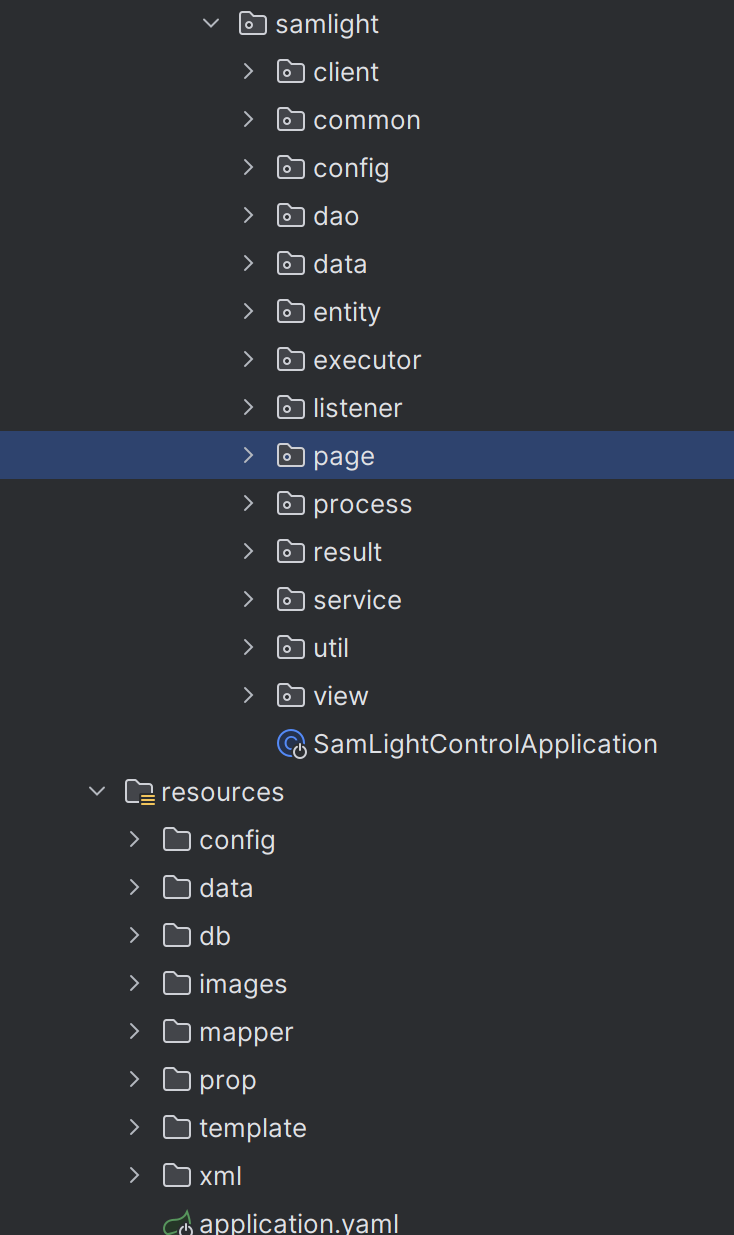 samlight
client
common
config
dao
data
entity
executor
listener
page
process
result
service
util
view
SamLightControlApplication
resources
config
data
db
images
mapper
prop
template
xml
application.yaml